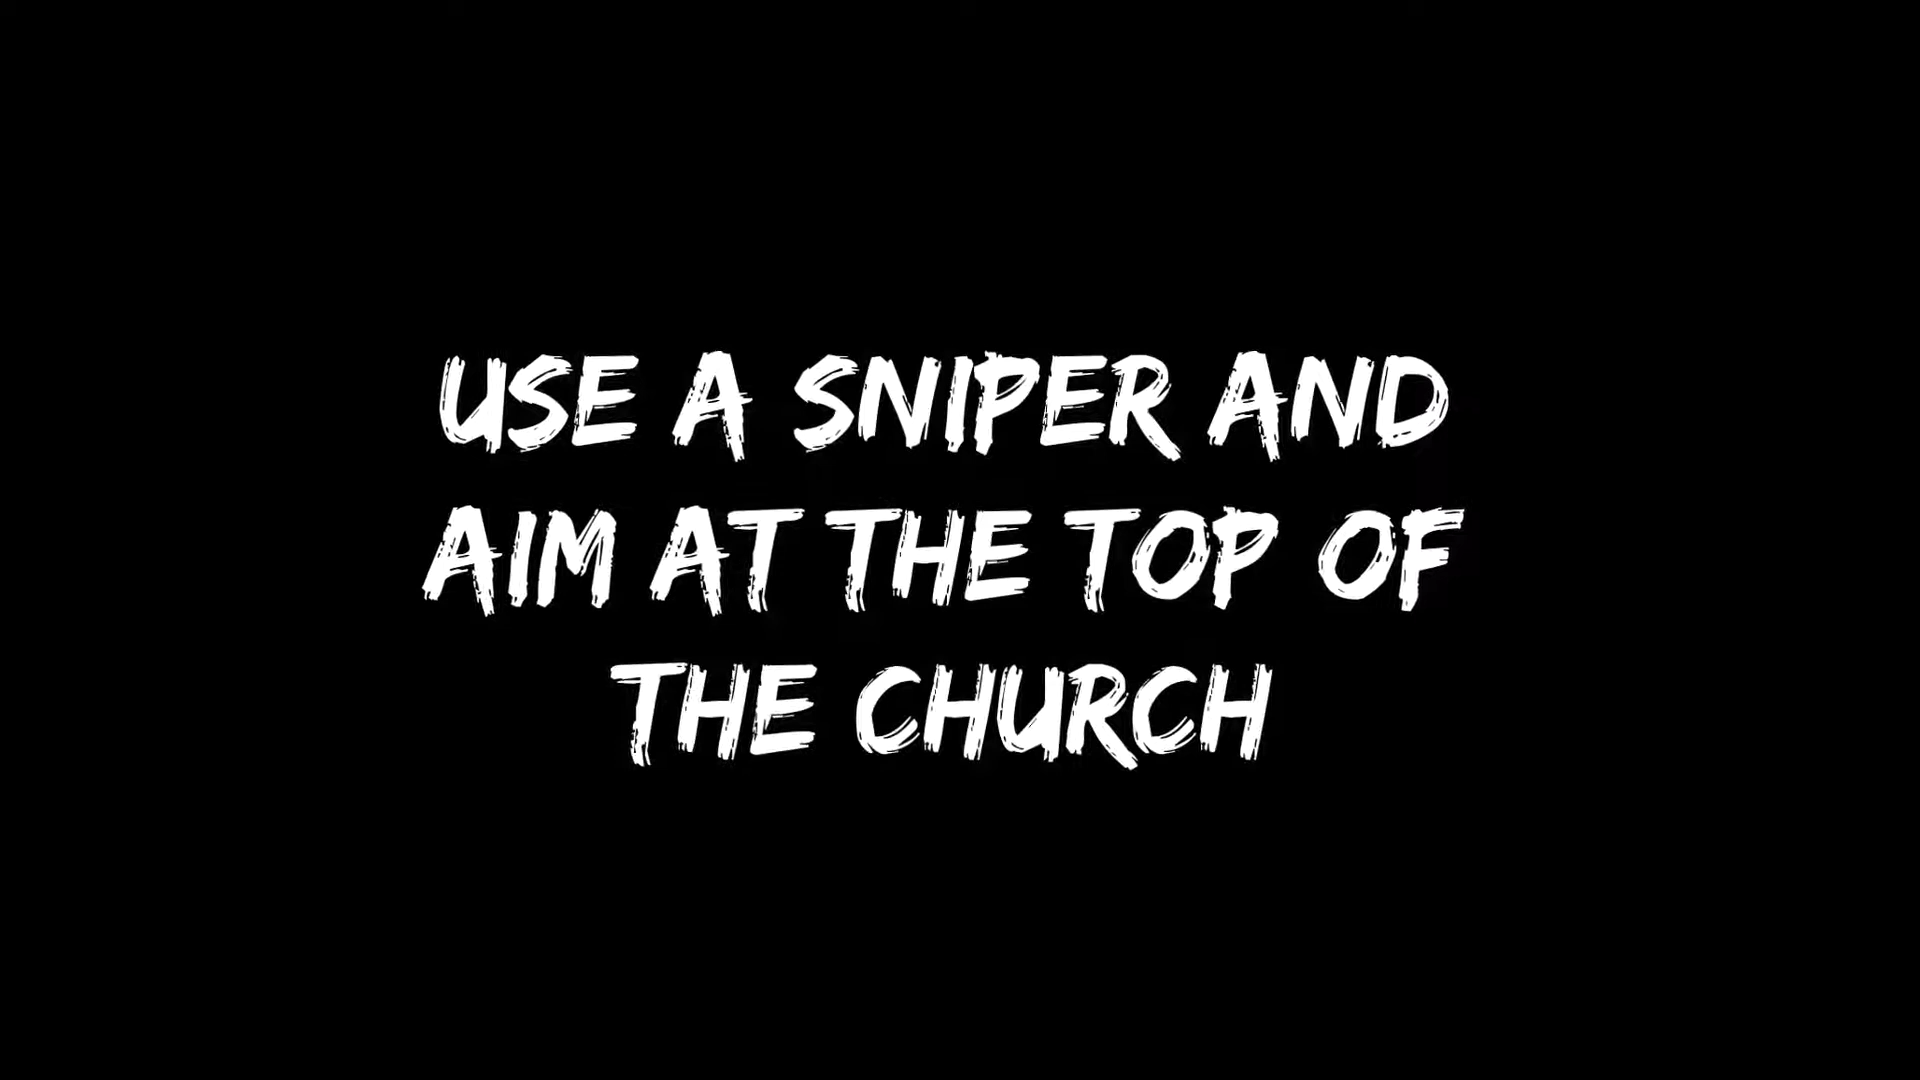 USE A SNIPER AND
AIM AT THE TOP OF
THE CHURCH